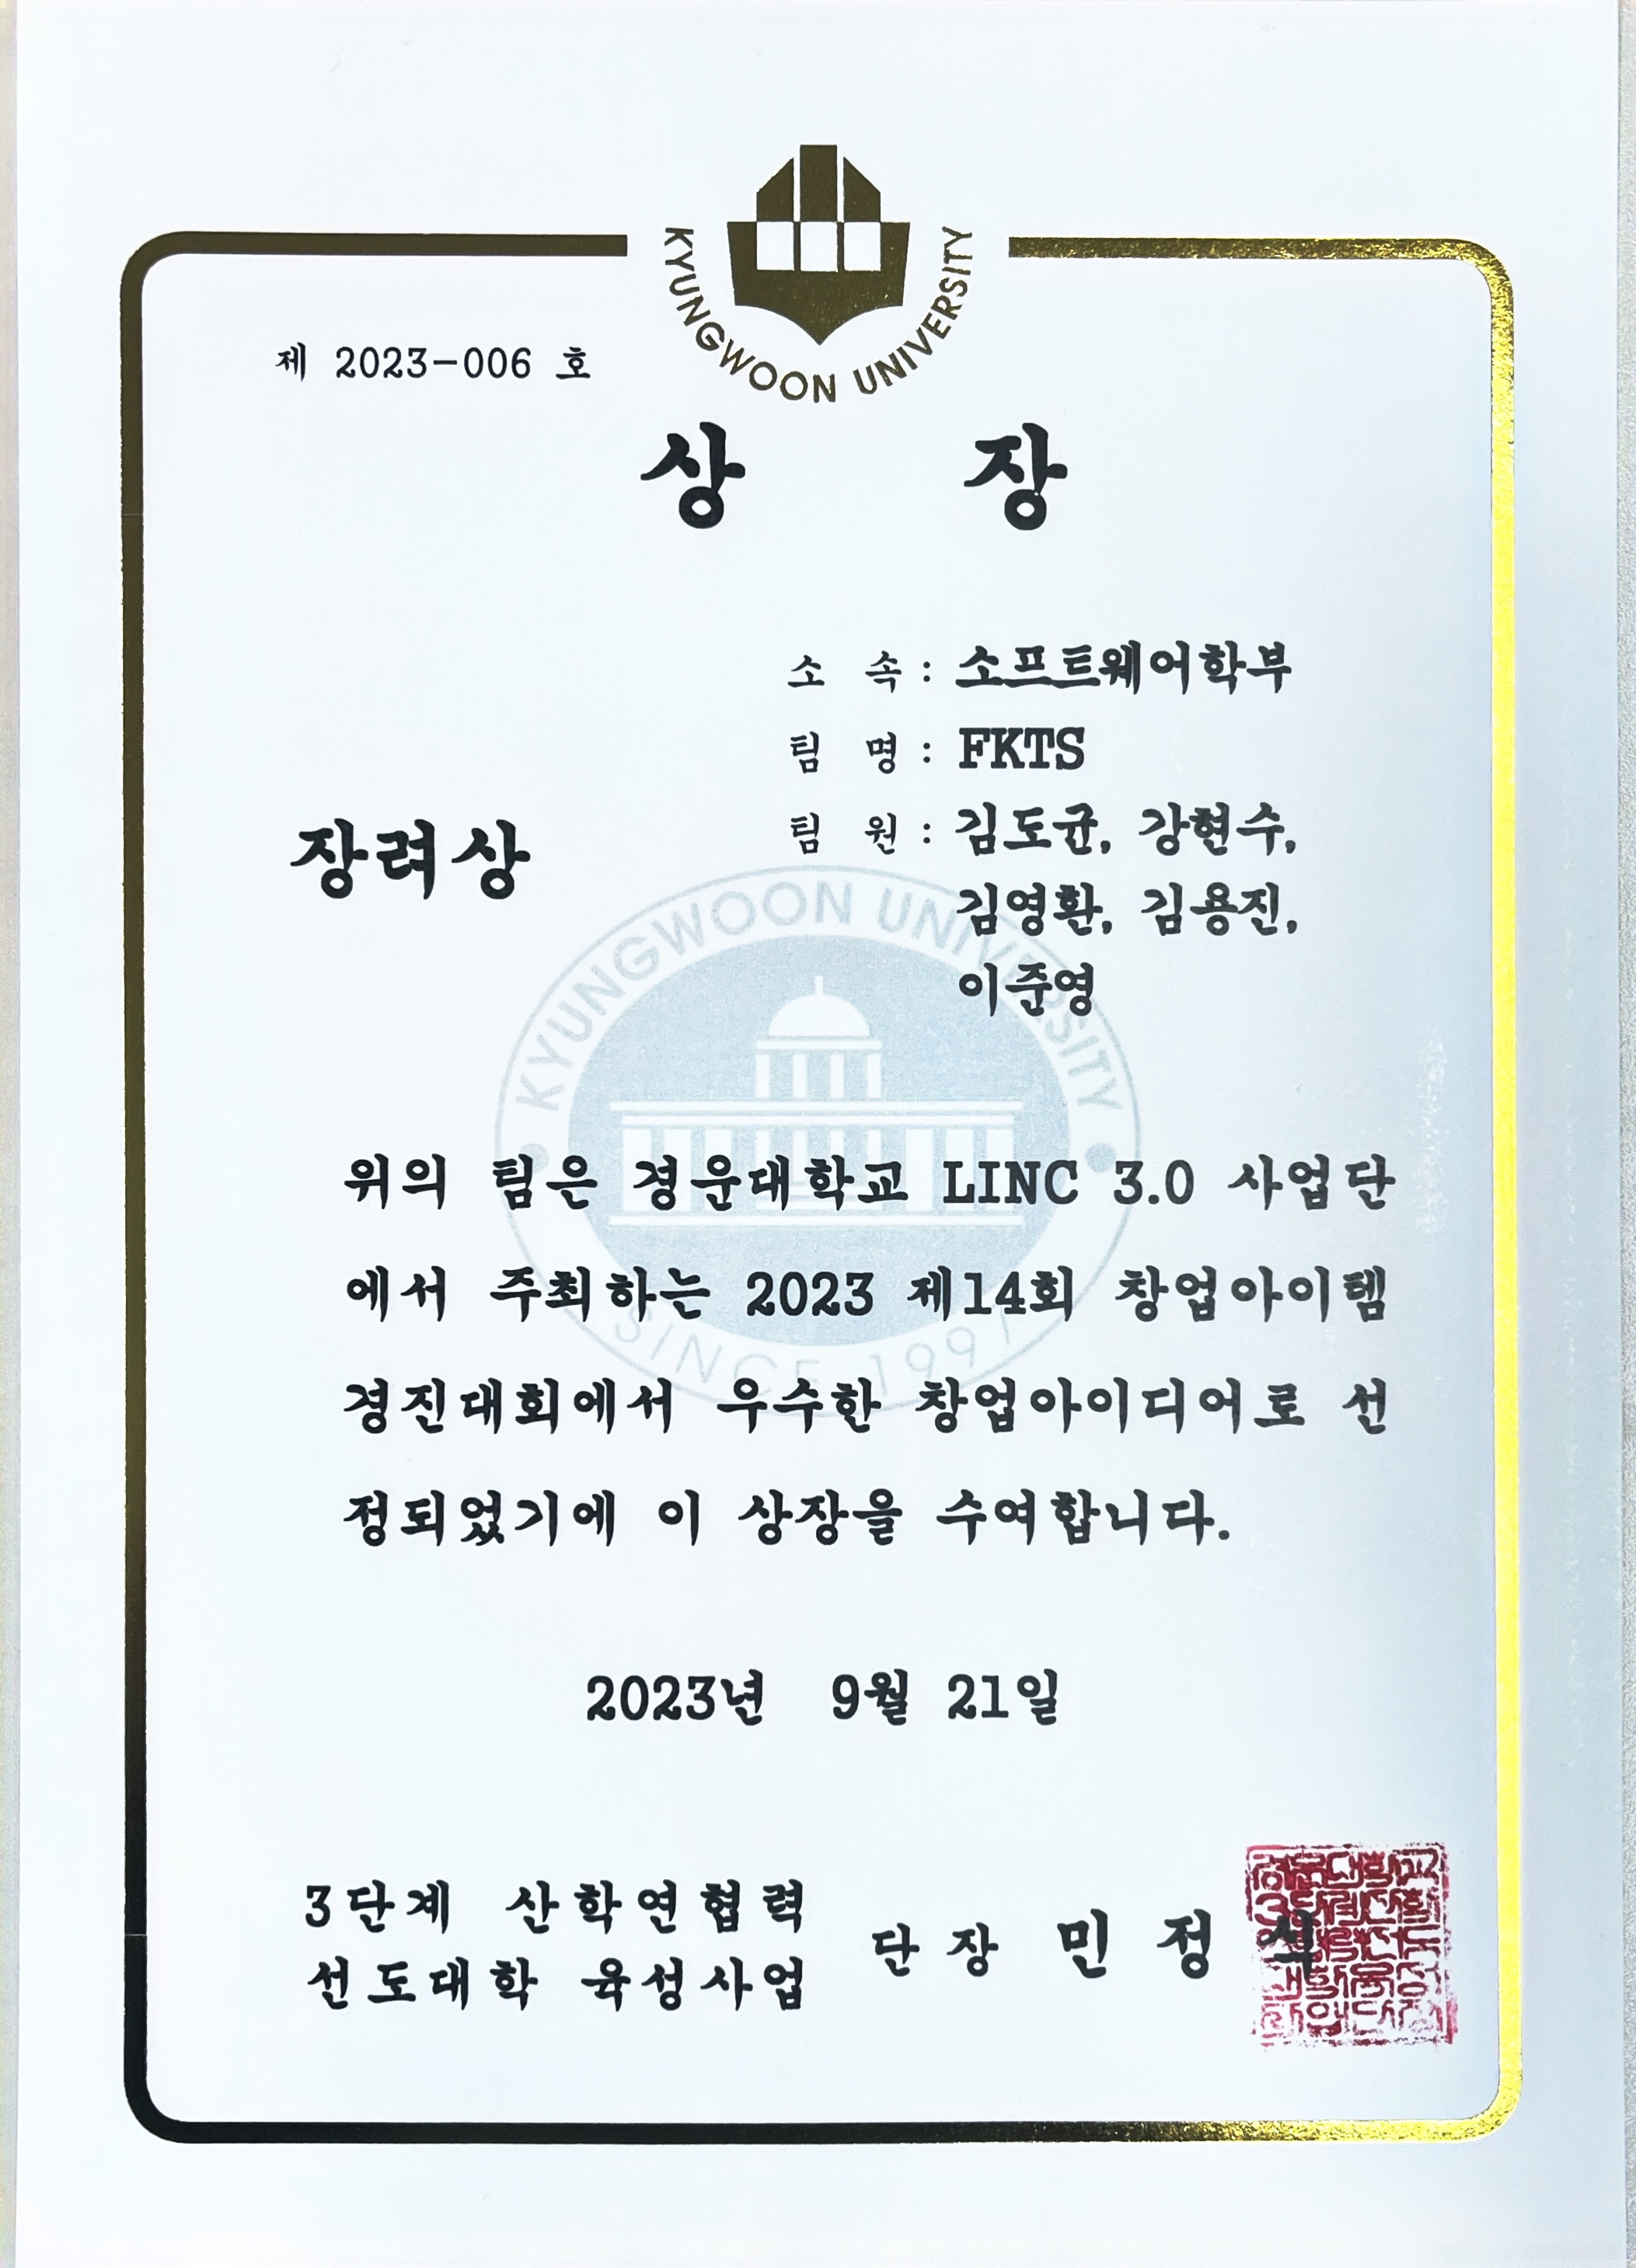 KYUNGWOON UNIVERSITY
제 2023-006 호
상 장
소 속 : 소프트웨어학부
팀 명 : FKTS
장려상
팀 원 : 김도균, 강현수,
김영환, 김용진,
이준영
KYUNGWOON UNIVERSITY
SINCE 1997
위의 팀은 경운대학교 LINC 3.0 사업단
에서 주최하는 2023 제14회 창업아이템
경진대회에서 우수한 창업아이디어로 선
정되었기에 이 상장을 수여합니다.
2023년 9월 21일
3단계 산학연협력
선도대학 육성사업
단장 민 정 식